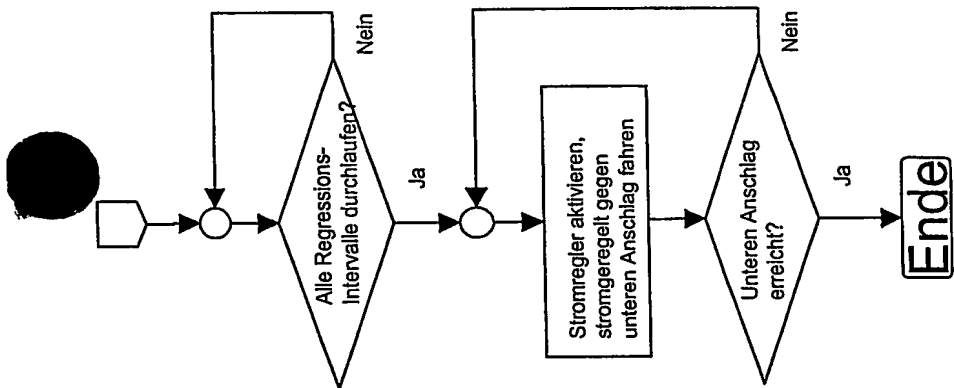 Alle Regressions-
Intervalle durchlaufen?
Nein
Ja
Stromregler aktivieren,
stromgeregelt gegen
unteren Anschlag fahren
Unteren Anschlag
erreicht?
Nein
Ja
Ende